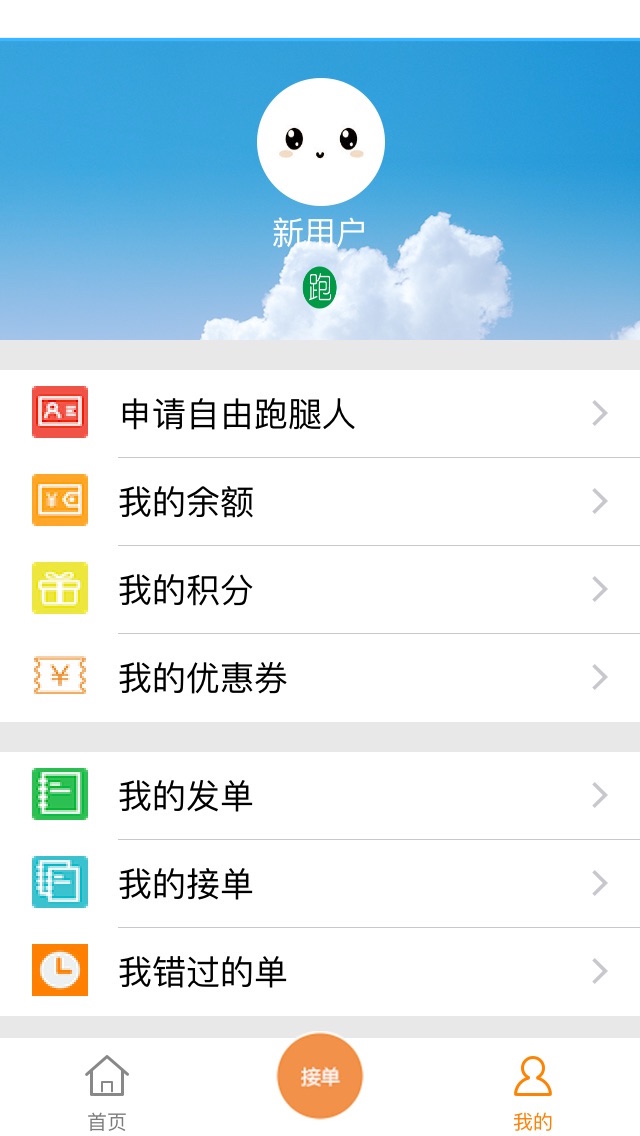 新用户
跑
申请自由跑腿人
我的余额
我的积分
我的优惠券
我的发单
我的接单
我错过的单
接单
首页
我的